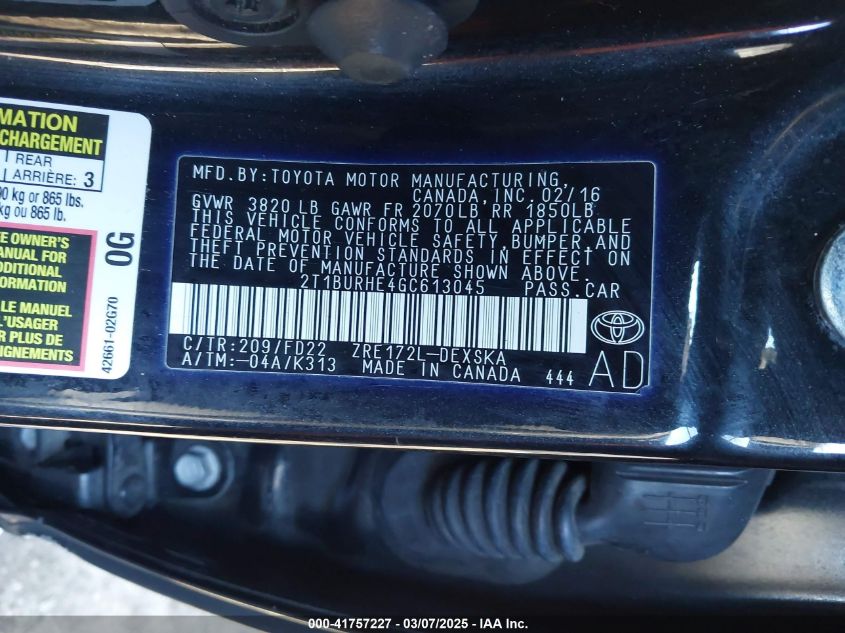 MATION
CHARGEMENT
REAR
ARRIÈRE: 3
kg or 865 lbs.
kg ou 865 lb.
OWNER'S
MANUAL FOR
ADDITIONAL
INFORMATION
LE MANUEL
L'USAGER
PLUS DE
NSEIGNEMENTS
0G
42661-02G70
MFD.BY:TOYOTA MOTOR MANUFACTURING,
CANADA,INC.02/16
GVWR 3820 LB GAWR FR 2070LB RR 1850LB
THIS VEHICLE CONFORMS TO ALL APPLICABLE
FEDERAL MOTOR VEHICLE SAFETY,BUMPER,AND
THEFT PREVENTION STANDARDS IN EFFECT ON
THE DATE OF MANUFACTURE SHOWN ABOVE.
2T1BURHE4GC613045 PASS.CAR
C/TR:209/FD22 ZRE172L-DEXSKA
A/TM:-04A/K313 MADE IN CANADA 444 AD
000-41757227 - 03/07/2025 - © IAA Inc.